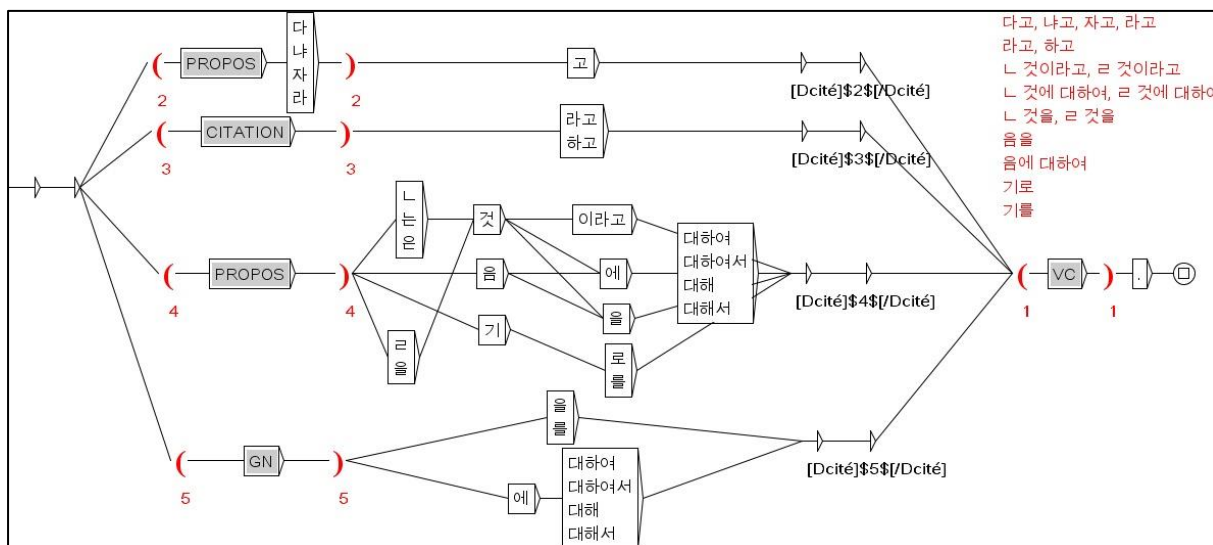 다고, 냐고, 자고, 라고
라고, 하고
ㄴ 것이라고, ㄹ 것이라고
ㄴ 것에 대하여, ㄹ 것에 대하
ㄴ 것을, ㄹ 것을
음을
음에 대하여
기로
기를
( PROPOS
다
냐
자
라
)
고
2
2
[Dcité]$2$[/Dcité]
( CITATION )
라고
하고
3
3
[Dcité]$3$[/Dcité]
( PROPOS )
4
4
ㄴ
는
은
것
이라고
음
에
을
기
ㄹ
을
로
를
대하여
대하여서
대해
대해서
[Dcité]$4$[/Dcité]
( VC ) .
1
1
( GN )
5
5
을
를
에
대하여
대하여서
대해
대해서
[Dcité]$5$[/Dcité]